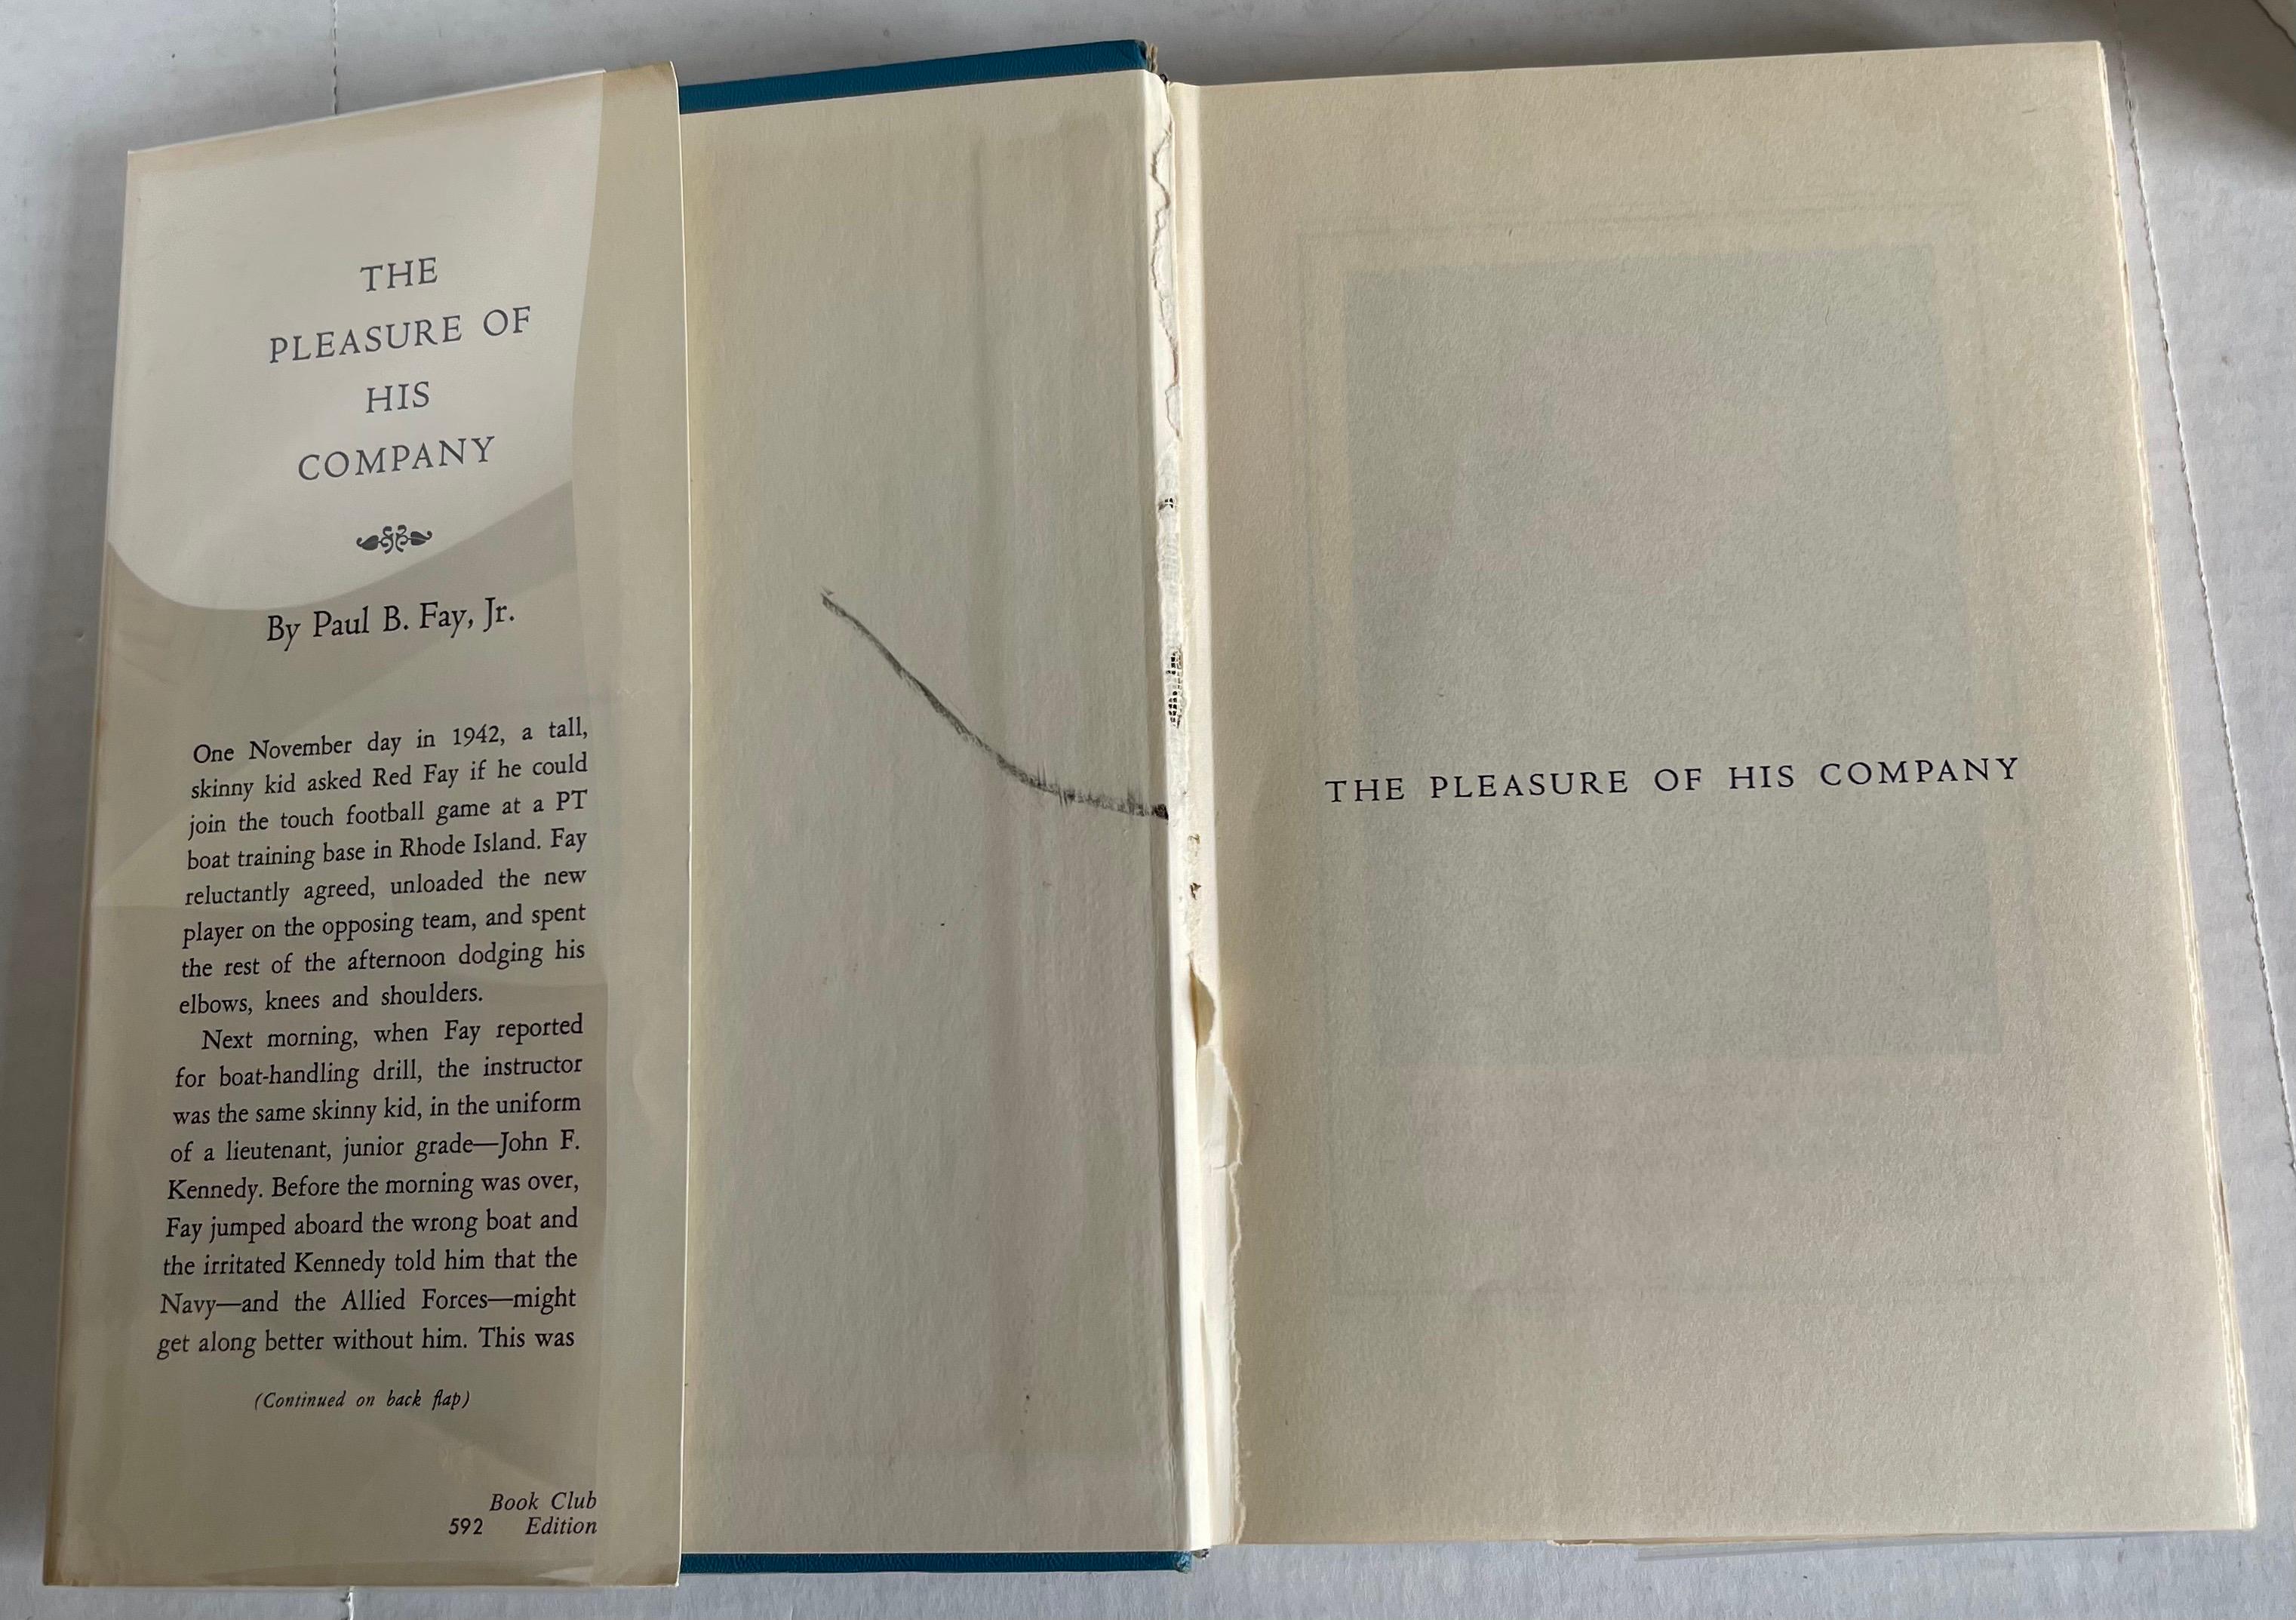 THE
PLEASURE OF
HIS
COMPANY
By Paul B. Fay, Jr.
One November day in 1942, a tall,
skinny kid asked Red Fay if he could
join the touch football game at a PT
boat training base in Rhode Island. Fay
reluctantly agreed, unloaded the new
player on the opposing team, and spent
the rest of the afternoon dodging his
elbows, knees and shoulders.
Next morning, when Fay reported
for boat-handling drill, the instructor
was the same skinny kid, in the uniform
of a lieutenant, junior grade—John F.
Kennedy. Before the morning was over,
Fay jumped aboard the wrong boat and
the irritated Kennedy told him that the
Navy—and the Allied Forces—might
get along better without him. This was
(Continued on back flap)
Book Club
592 Edition
THE PLEASURE OF HIS COMPANY